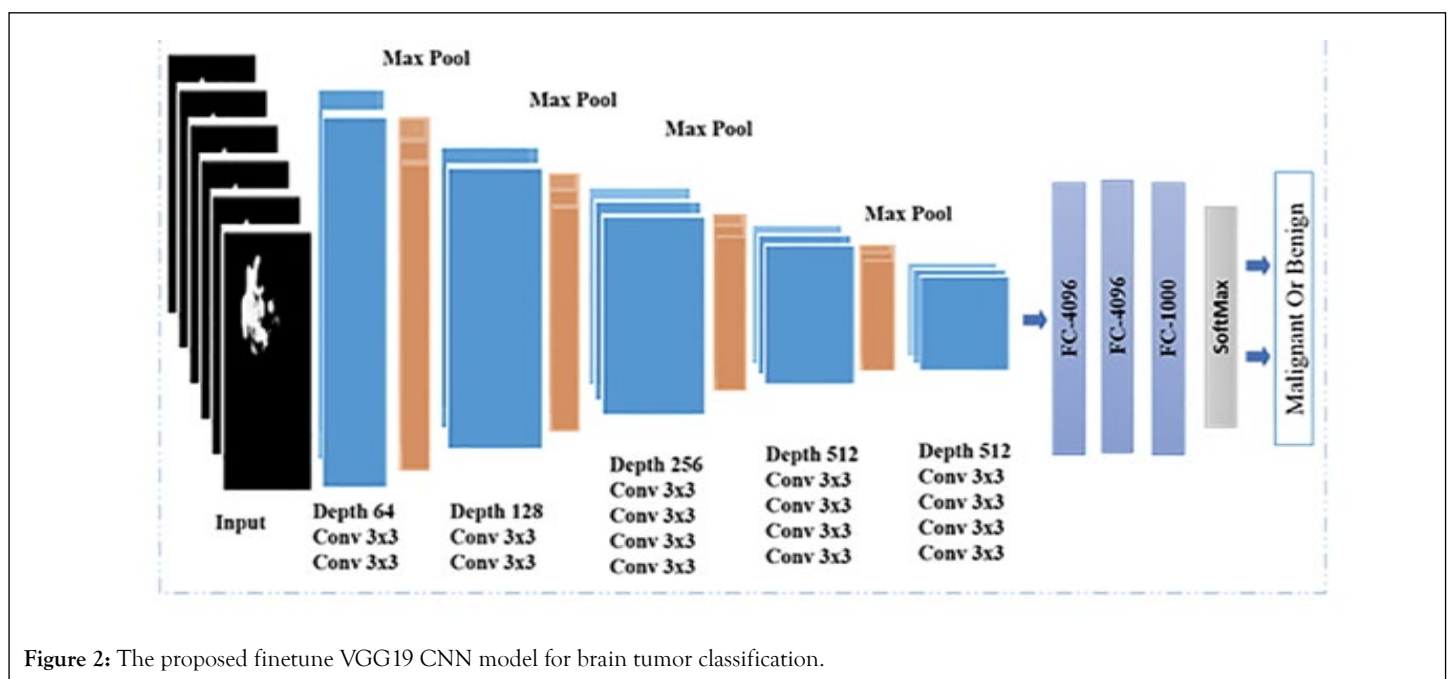 Max Pool
Max Pool
Max Pool
Max Pool
Input
Depth 64
Conv 3x3
Conv 3x3
Depth 128
Conv 3x3
Conv 3x3
Depth 256
Conv 3x3
Conv 3x3
Conv 3x3
Conv 3x3
Depth 512
Conv 3x3
Conv 3x3
Conv 3x3
Conv 3x3
Depth 512
Conv 3x3
Conv 3x3
Conv 3x3
Conv 3x3
FC-4096
FC-4096
FC-1000
SoftMax
Malignant Or Benign
Figure 2: The proposed finetune VGG19 CNN model for brain tumor classification.